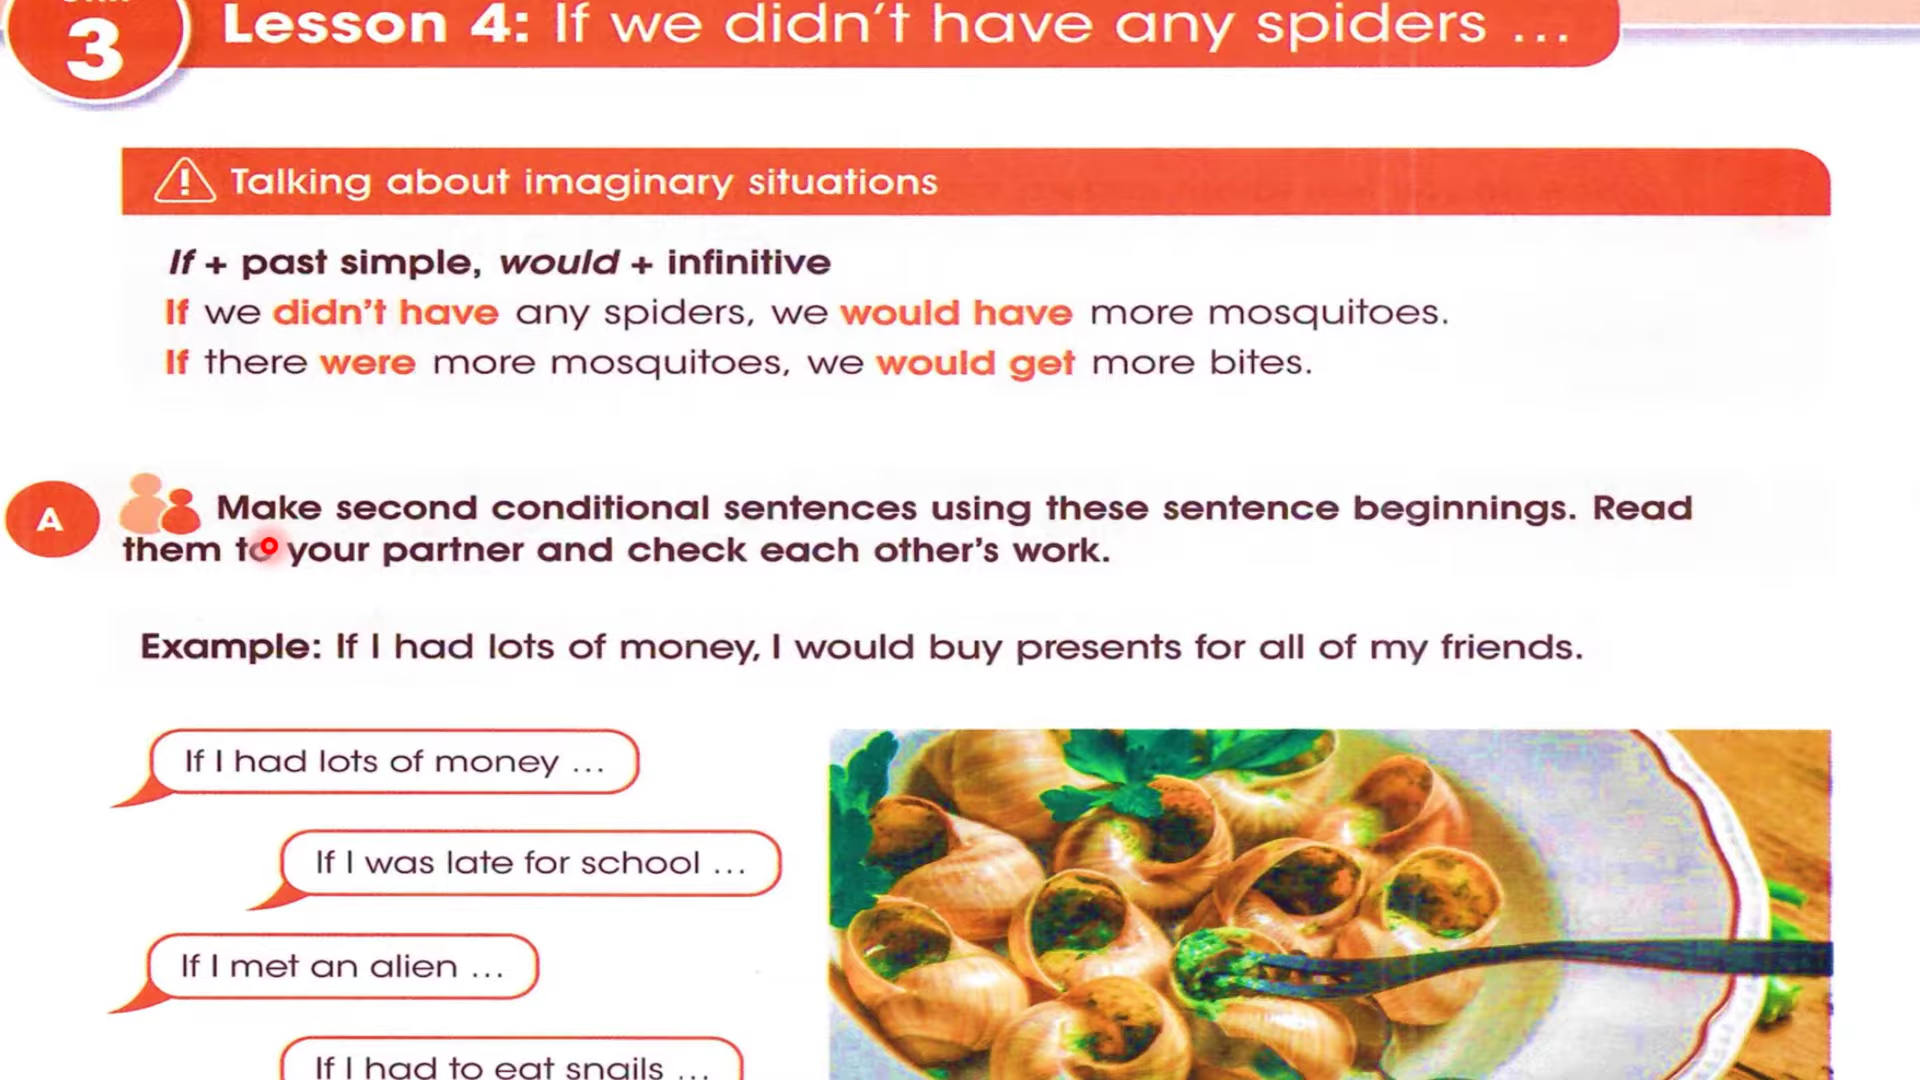 3
Lesson 4: If we didn't have any spiders ...
Talking about imaginary situations
If + past simple, would + infinitive
If we didn't have any spiders, we would have more mosquitoes.
If there were more mosquitoes, we would get more bites.
A
Make second conditional sentences using these sentence beginnings. Read
them to your partner and check each other's work.
Example: If I had lots of money, I would buy presents for all of my friends.
If I had lots of money ...
If I was late for school ...
If I met an alien ...
If I had to eat snails ...